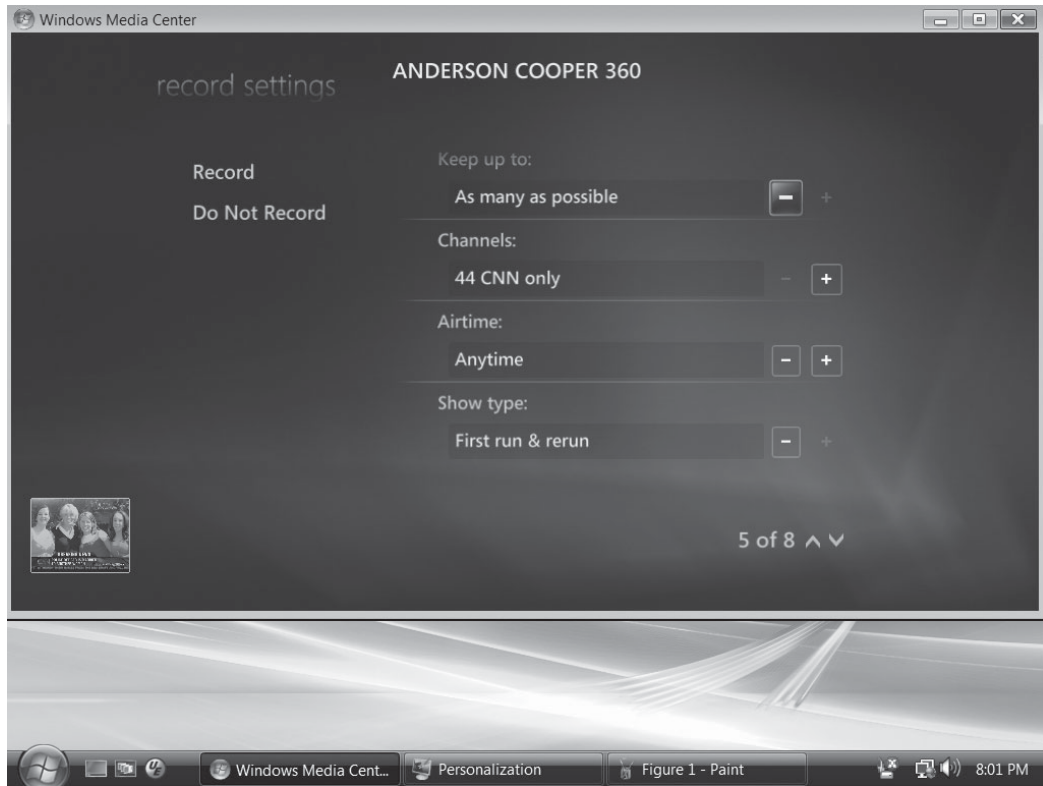 Windows Media Center
record settings
ANDERSON COOPER 360
Record
Do Not Record
Keep up to:
As many as possible
Channels:
44 CNN only
Airtime:
Anytime
Show type:
First run & rerun
5 of 8
Windows Media Cent...
Personalization
Figure 1 - Paint
8:01 PM